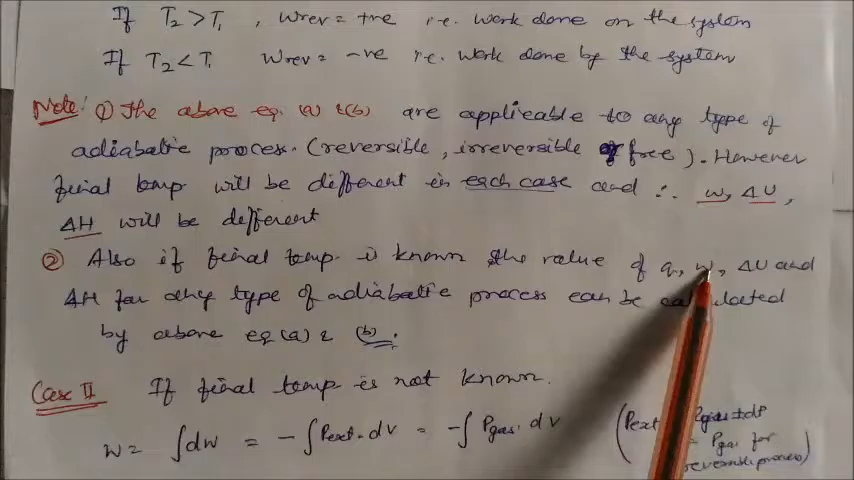 If T₂ > T₁ , Wrev = +ve i.e. work done on the system
If T₂ < T₁ Wrev = -ve i.e. work done by the system
Note: ① The above eq. (a) & (b) are applicable to any type of
adiabatic process. (reversible, irreversible or free). However
final temp will be different in each case and ∴ w, ΔU,
ΔH will be different
② Also if final temp. is known the value of q, w, ΔU and
ΔH for any type of adiabatic process can be
by above eq (a) & (b).
Case II If final temp is not known.
w = ∫dw = -∫Pext. dV = -∫Pgas. dV (Pext Pgas ± dP
Pgas for
reversible process)